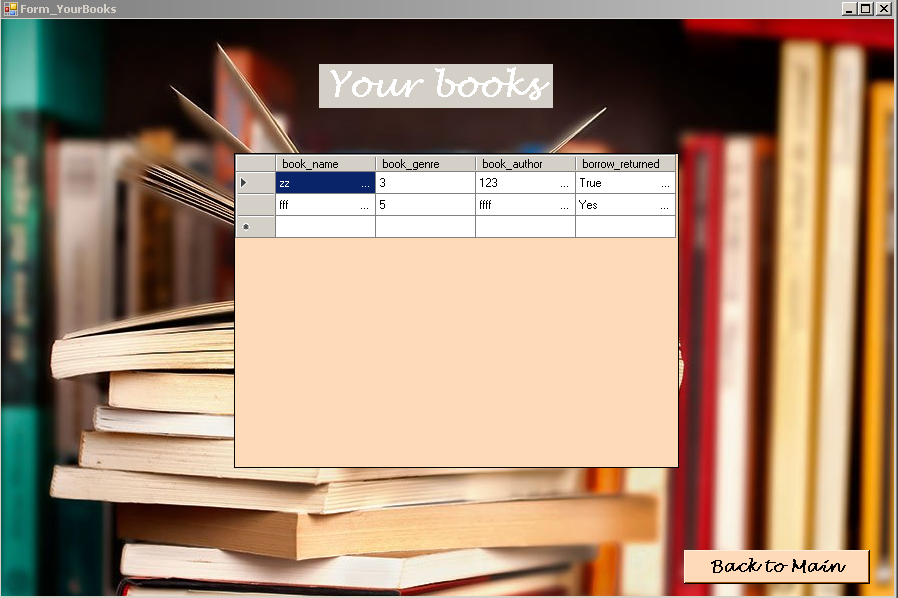 Form_YourBooks
Your books
book_name book_genre book_author borrow_returned
zz ... 3 123 ... True ...
fff ... 5 ffff ... Yes ...
Back to Main